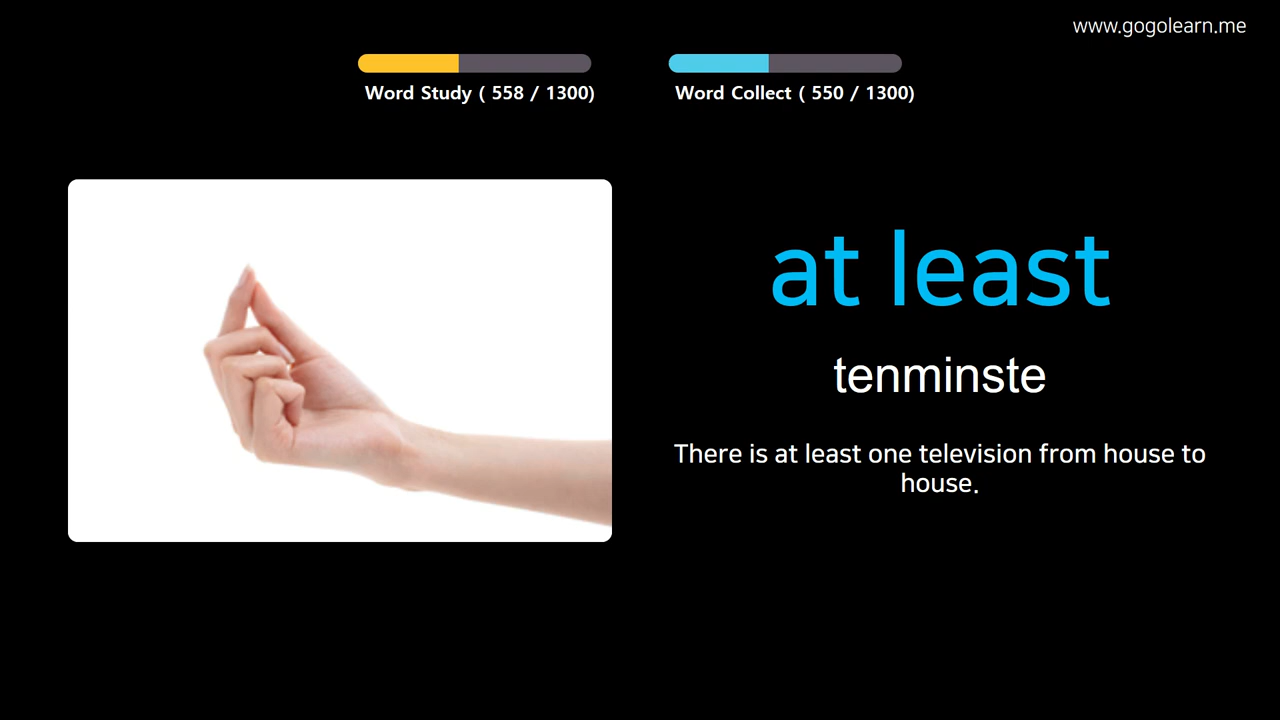 www.gogolearn.me
Word Study ( 558 / 1300)
Word Collect ( 550 / 1300)
at least
tenminste
There is at least one television from house to
house.